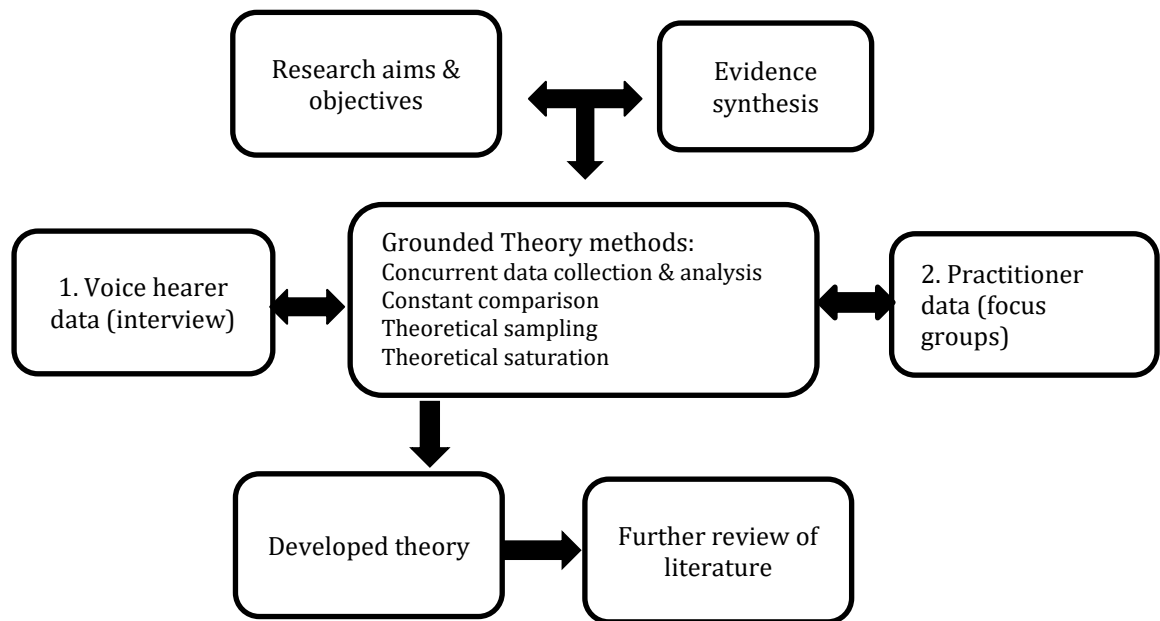 Research aims &
objectives
Evidence
synthesis
Grounded Theory methods:
Concurrent data collection & analysis
Constant comparison
Theoretical sampling
Theoretical saturation
1. Voice hearer
data (interview)
2. Practitioner
data (focus
groups)
Developed theory
Further review of
literature